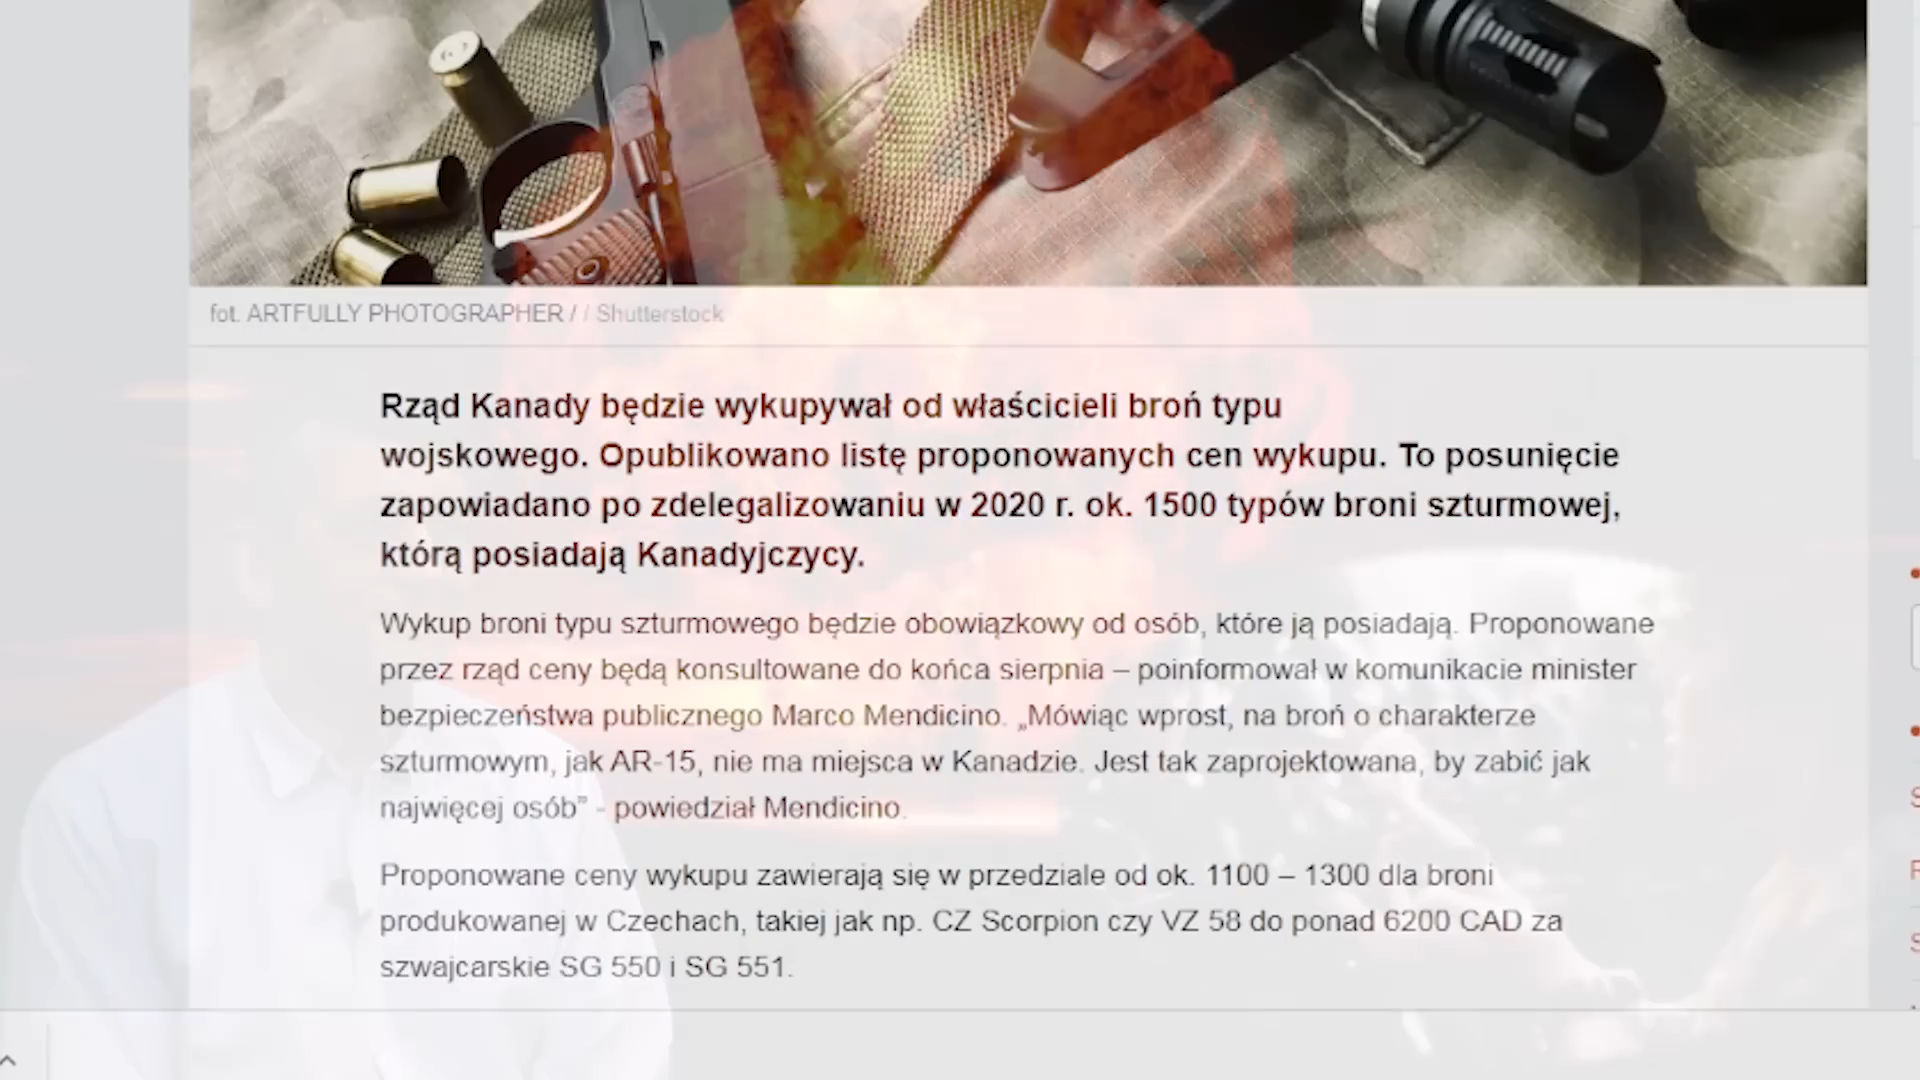 fot. ARTFULLY PHOTOGRAPHER / / Shutterstock
Rząd Kanady będzie wykupywał od właścicieli broń typu
wojskowego. Opublikowano listę proponowanych cen wykupu. To posunięcie
zapowiadano po zdelegalizowaniu w 2020 r. ok. 1500 typów broni szturmowej,
którą posiadają Kanadyjczycy.
Wykup broni typu szturmowego będzie obowiązkowy od osób, które ją posiadają. Proponowane
przez rząd ceny będą konsultowane do końca sierpnia – poinformował w komunikacie minister
bezpieczeństwa publicznego Marco Mendicino. „Mówiąc wprost, na broń o charakterze
szturmowym, jak AR-15, nie ma miejsca w Kanadzie. Jest tak zaprojektowana, by zabić jak
najwięcej osób” - powiedział Mendicino.
Proponowane ceny wykupu zawierają się w przedziale od ok. 1100 – 1300 dla broni
produkowanej w Czechach, takiej jak np. CZ Scorpion czy VZ 58 do ponad 6200 CAD za
szwajcarskie SG 550 i SG 551.